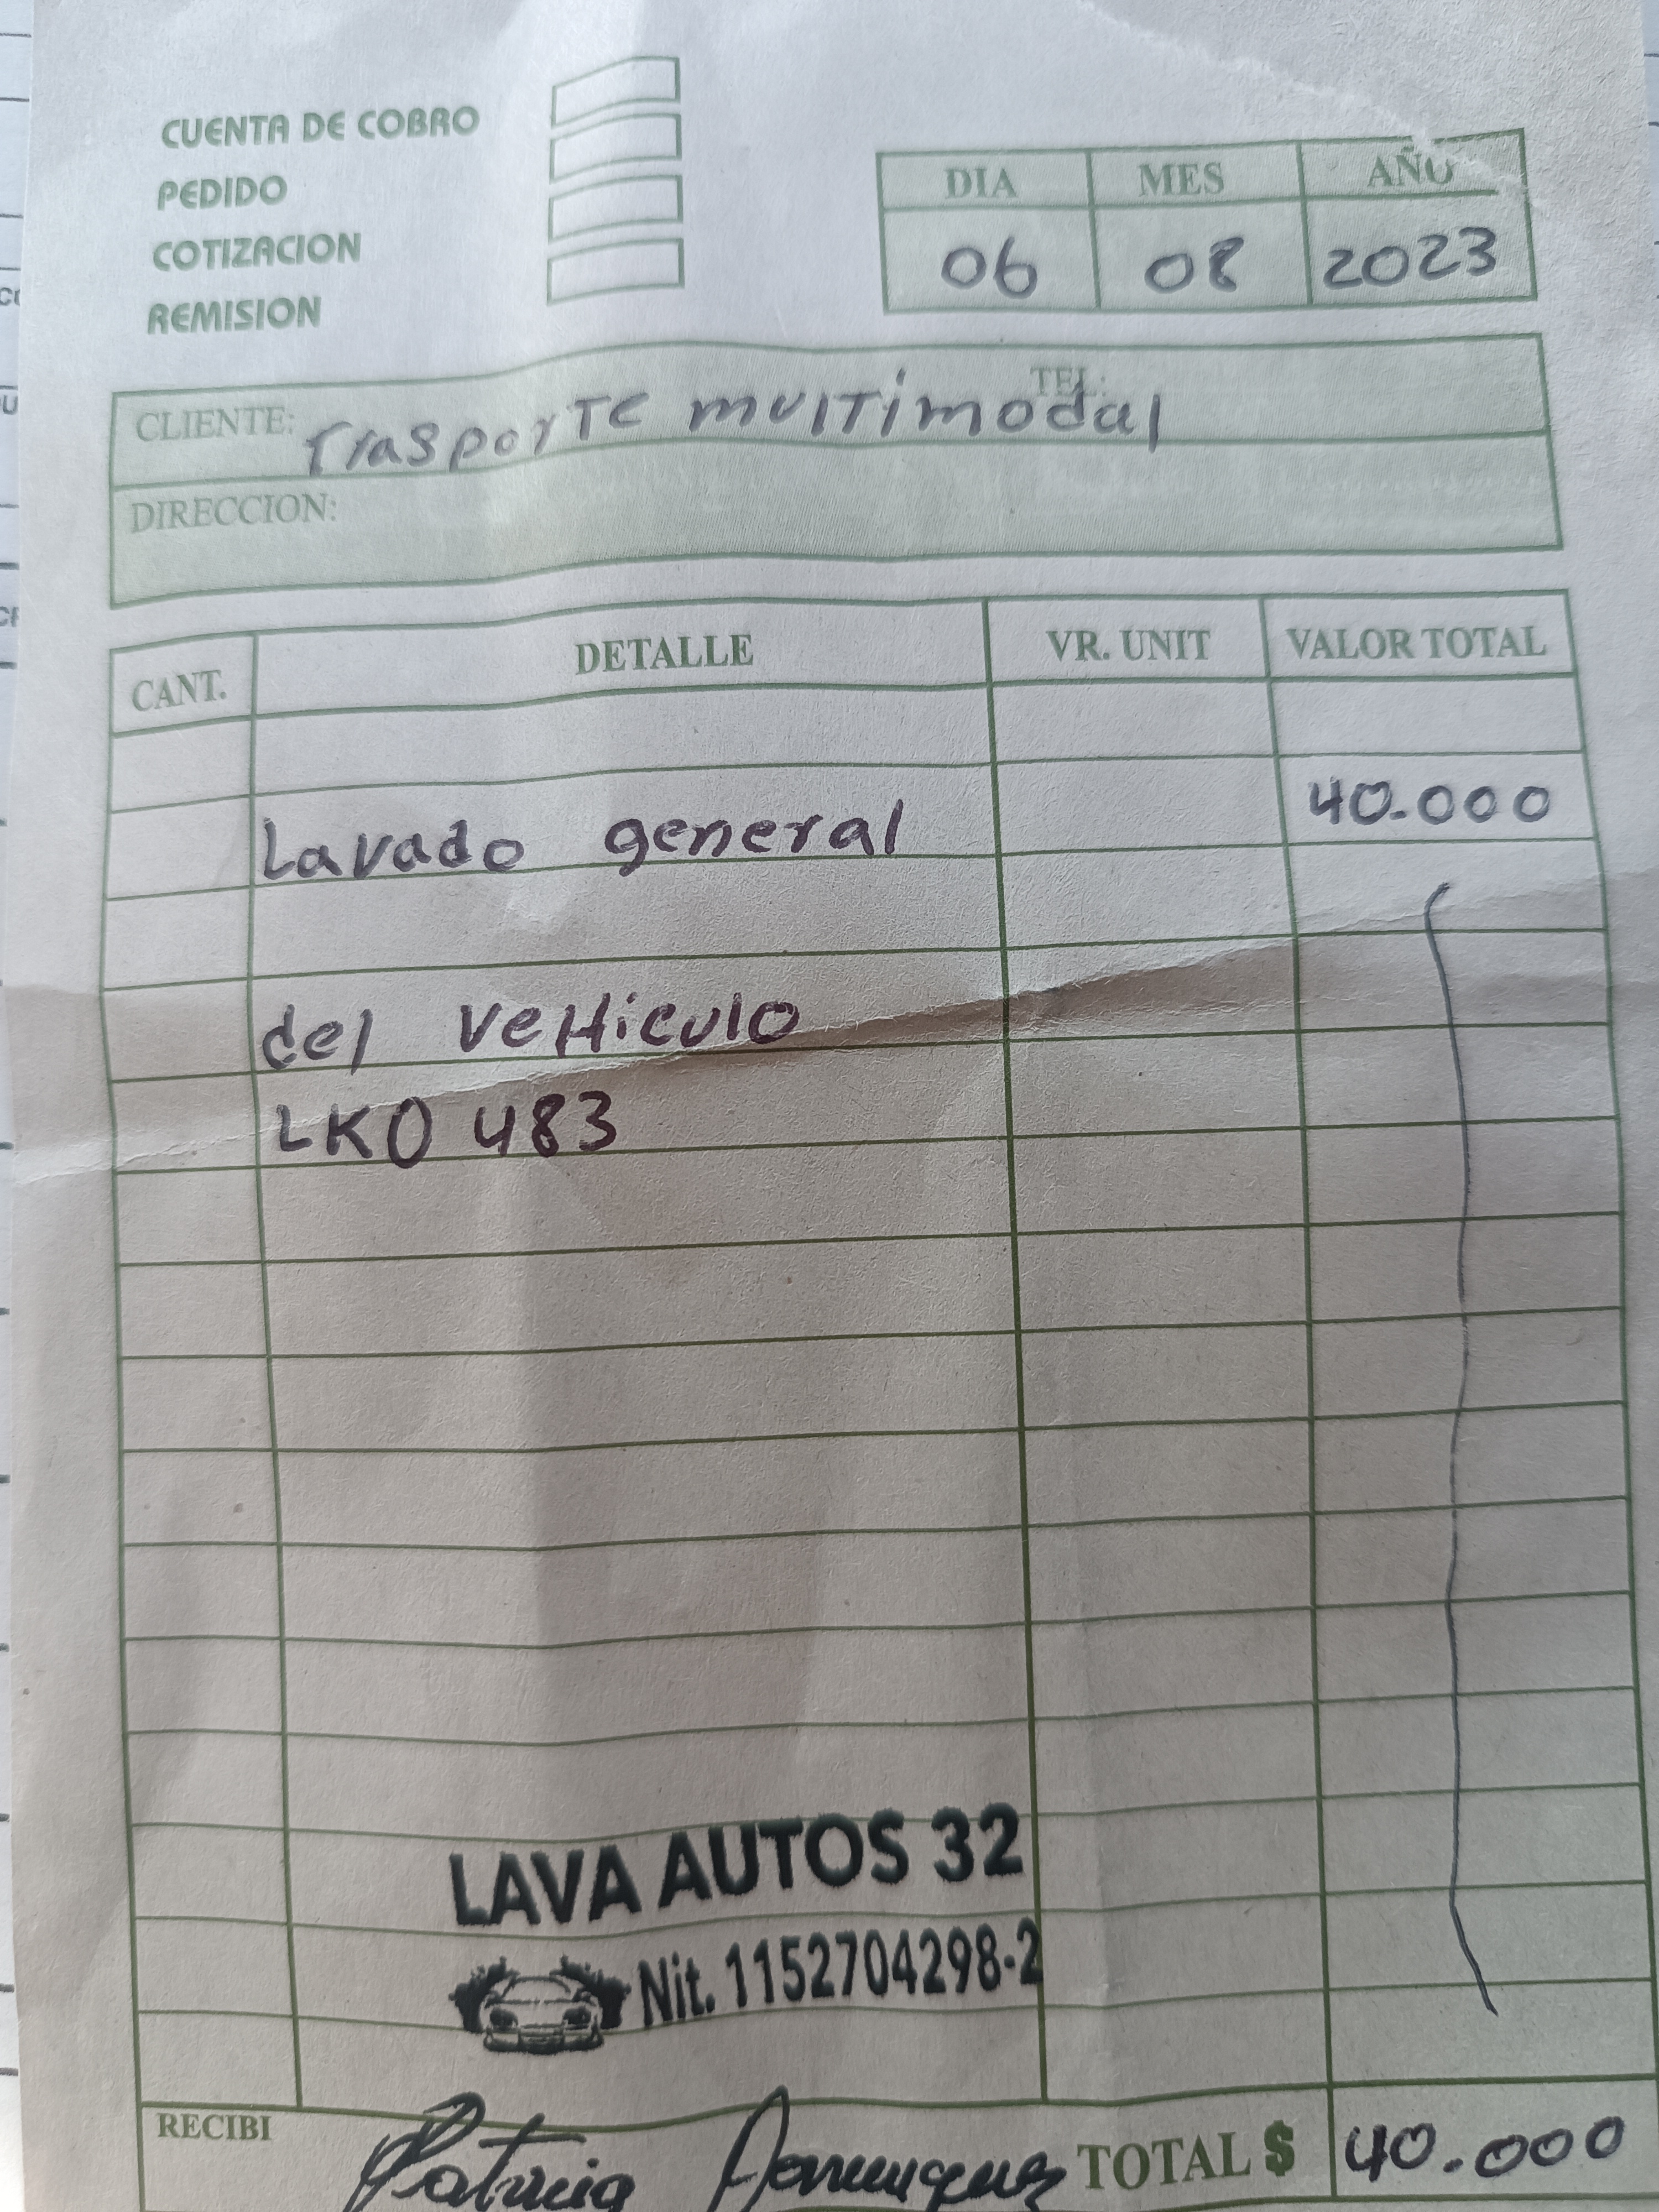 CUENTA DE COBRO
PEDIDO
COTIZACION
REMISION
DIA MES AÑO
06 08 2023
CLIENTE: Trasporte multimodal TEL:
DIRECCION:
CANT. DETALLE VR. UNIT VALOR TOTAL
Lavado general 40.000
del VeHiculo
LKO 483
LAVA AUTOS 32
Nit. 1152704298-2
RECIBI Patricia TOTAL $ 40.000